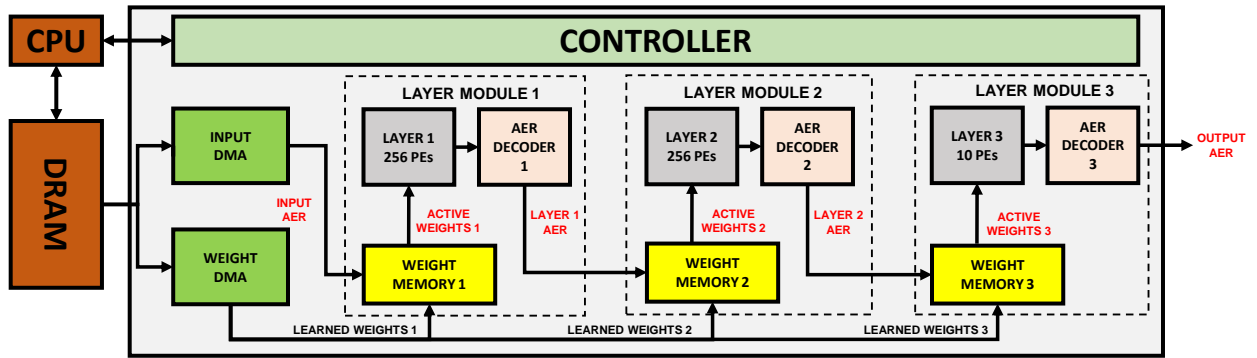 CPU
CONTROLLER
DRAM
INPUT
DMA
WEIGHT
DMA
INPUT
AER
LAYER MODULE 1
LAYER 1
256 PEs
AER
DECODER
1
ACTIVE
WEIGHTS 1
LAYER 1
AER
WEIGHT
MEMORY 1
LAYER MODULE 2
LAYER 2
256 PEs
AER
DECODER
2
ACTIVE
WEIGHTS 2
LAYER 2
AER
WEIGHT
MEMORY 2
LAYER MODULE 3
LAYER 3
10 PEs
AER
DECODER
3
ACTIVE
WEIGHTS 3
WEIGHT
MEMORY 3
OUTPUT
AER
LEARNED WEIGHTS 1
LEARNED WEIGHTS 2
LEARNED WEIGHTS 3